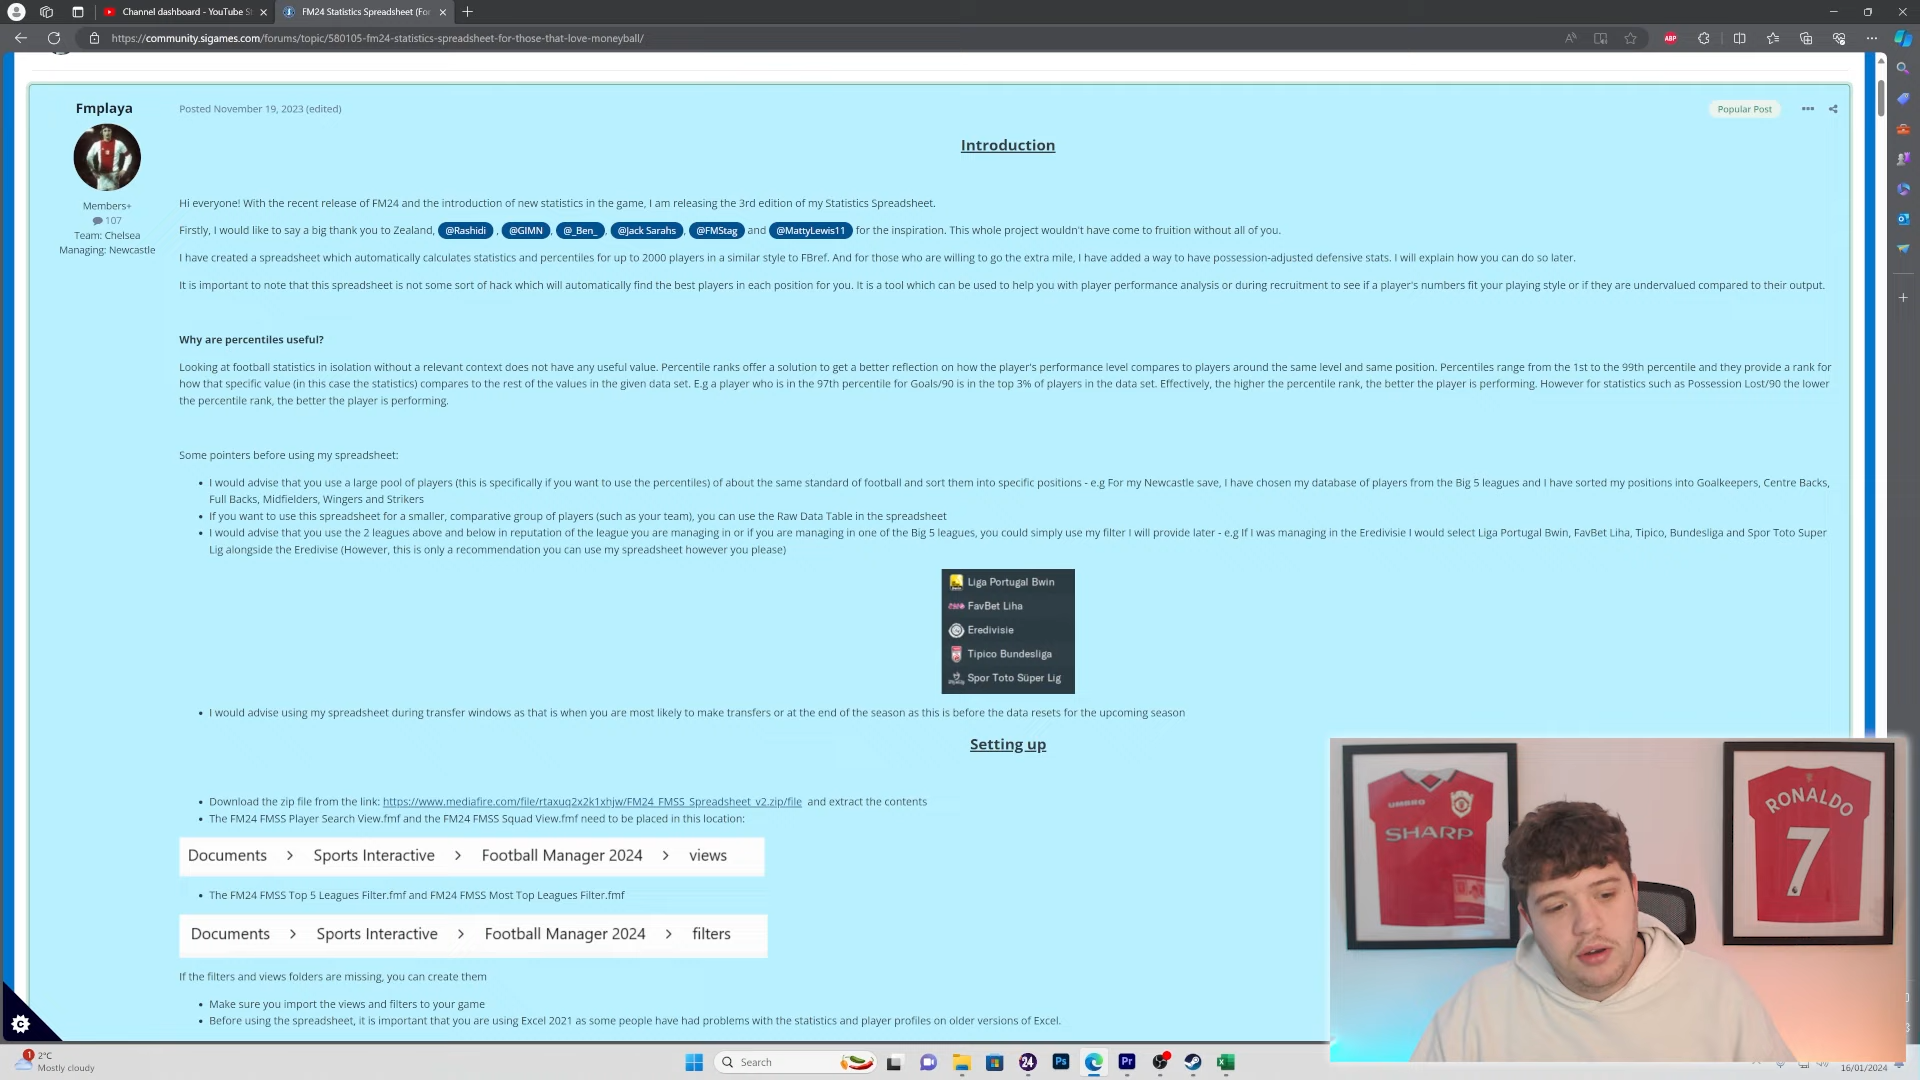 Channel dashboard - YouTube S
FM24 Statistics Spreadsheet (Fo
https://community.sigames.com/forums/topic/580105-fm24-statistics-spreadsheet-for-those-that-love-moneyball/
ABP
Fmplaya
Posted November 19, 2023 (edited)
Popular Post
Introduction
Members+
107
Team: Chelsea
Managing: Newcastle
Hi everyone! With the recent release of FM24 and the introduction of new statistics in the game, I am releasing the 3rd edition of my Statistics Spreadsheet.
Firstly, I would like to say a big thank you to Zealand, @Rashidi , @GIMN, @_Ben_, @Jack Sarahs, @FMStag and @MattyLewis11 for the inspiration. This whole project wouldn't have come to fruition without all of you.
I have created a spreadsheet which automatically calculates statistics and percentiles for up to 2000 players in a similar style to FBref. And for those who are willing to go the extra mile, I have added a way to have possession-adjusted defensive stats. I will explain how you can do so later.
It is important to note that this spreadsheet is not some sort of hack which will automatically find the best players in each position for you. It is a tool which can be used to help you with player performance analysis or during recruitment to see if a player's numbers fit your playing style or if they are undervalued compared to their output.
Why are percentiles useful?
Looking at football statistics in isolation without a relevant context does not have any useful value. Percentile ranks offer a solution to get a better reflection on how the player's performance level compares to players around the same level and same position. Percentiles range from the 1st to the 99th percentile and they provide a rank for
how that specific value (in this case the statistics) compares to the rest of the values in the given data set. E.g a player who is in the 97th percentile for Goals/90 is in the top 3% of players in the data set. Effectively, the higher the percentile rank, the better the player is performing. However for statistics such as Possession Lost/90 the lower
the percentile rank, the better the player is performing.
Some pointers before using my spreadsheet:
I would advise that you use a large pool of players (this is specifically if you want to use the percentiles) of about the same standard of football and sort them into specific positions - e.g For my Newcastle save, I have chosen my database of players from the Big 5 leagues and I have sorted my positions into Goalkeepers, Centre Backs,
Full Backs, Midfielders, Wingers and Strikers
If you want to use this spreadsheet for a smaller, comparative group of players (such as your team), you can use the Raw Data Table in the spreadsheet
I would advise that you use the 2 leagues above and below in reputation of the league you are managing in or if you are managing in one of the Big 5 leagues, you could simply use my filter I will provide later - e.g If I was managing in the Eredivisie I would select Liga Portugal Bwin, FavBet Liha, Tipico, Bundesliga and Spor Toto Super
Lig alongside the Eredivise (However, this is only a recommendation you can use my spreadsheet however you please)
Liga Portugal Bwin
FavBet Liha
Eredivisie
Tipico Bundesliga
Spor Toto Süper Lig
I would advise using my spreadsheet during transfer windows as that is when you are most likely to make transfers or at the end of the season as this is before the data resets for the upcoming season
Setting up
Download the zip file from the link: https://www.mediafire.com/file/rtaxuq2x2k1xhjw/FM24_FMSS_Spreadsheet_v2.zip/file and extract the contents
The FM24 FMSS Player Search View.fmf and the FM24 FMSS Squad View.fmf need to be placed in this location:
Documents > Sports Interactive > Football Manager 2024 > views
The FM24 FMSS Top 5 Leagues Filter.fmf and FM24 FMSS Most Top Leagues Filter.fmf
Documents > Sports Interactive > Football Manager 2024 > filters
If the filters and views folders are missing, you can create them
Make sure you import the views and filters to your game
Before using the spreadsheet, it is important that you are using Excel 2021 as some people have had problems with the statistics and player profiles on older versions of Excel.
UMBRO
SHARP
RONALDO
7
1
2°C
Mostly cloudy
Search
24
Ps
Pr
16/01/2024